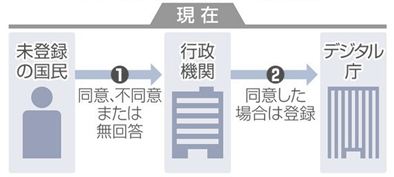 現在
未登録
の国民
❶
同意、不同意
または
無回答
行政
機関
❷
同意した
場合は登録
デジタル
庁